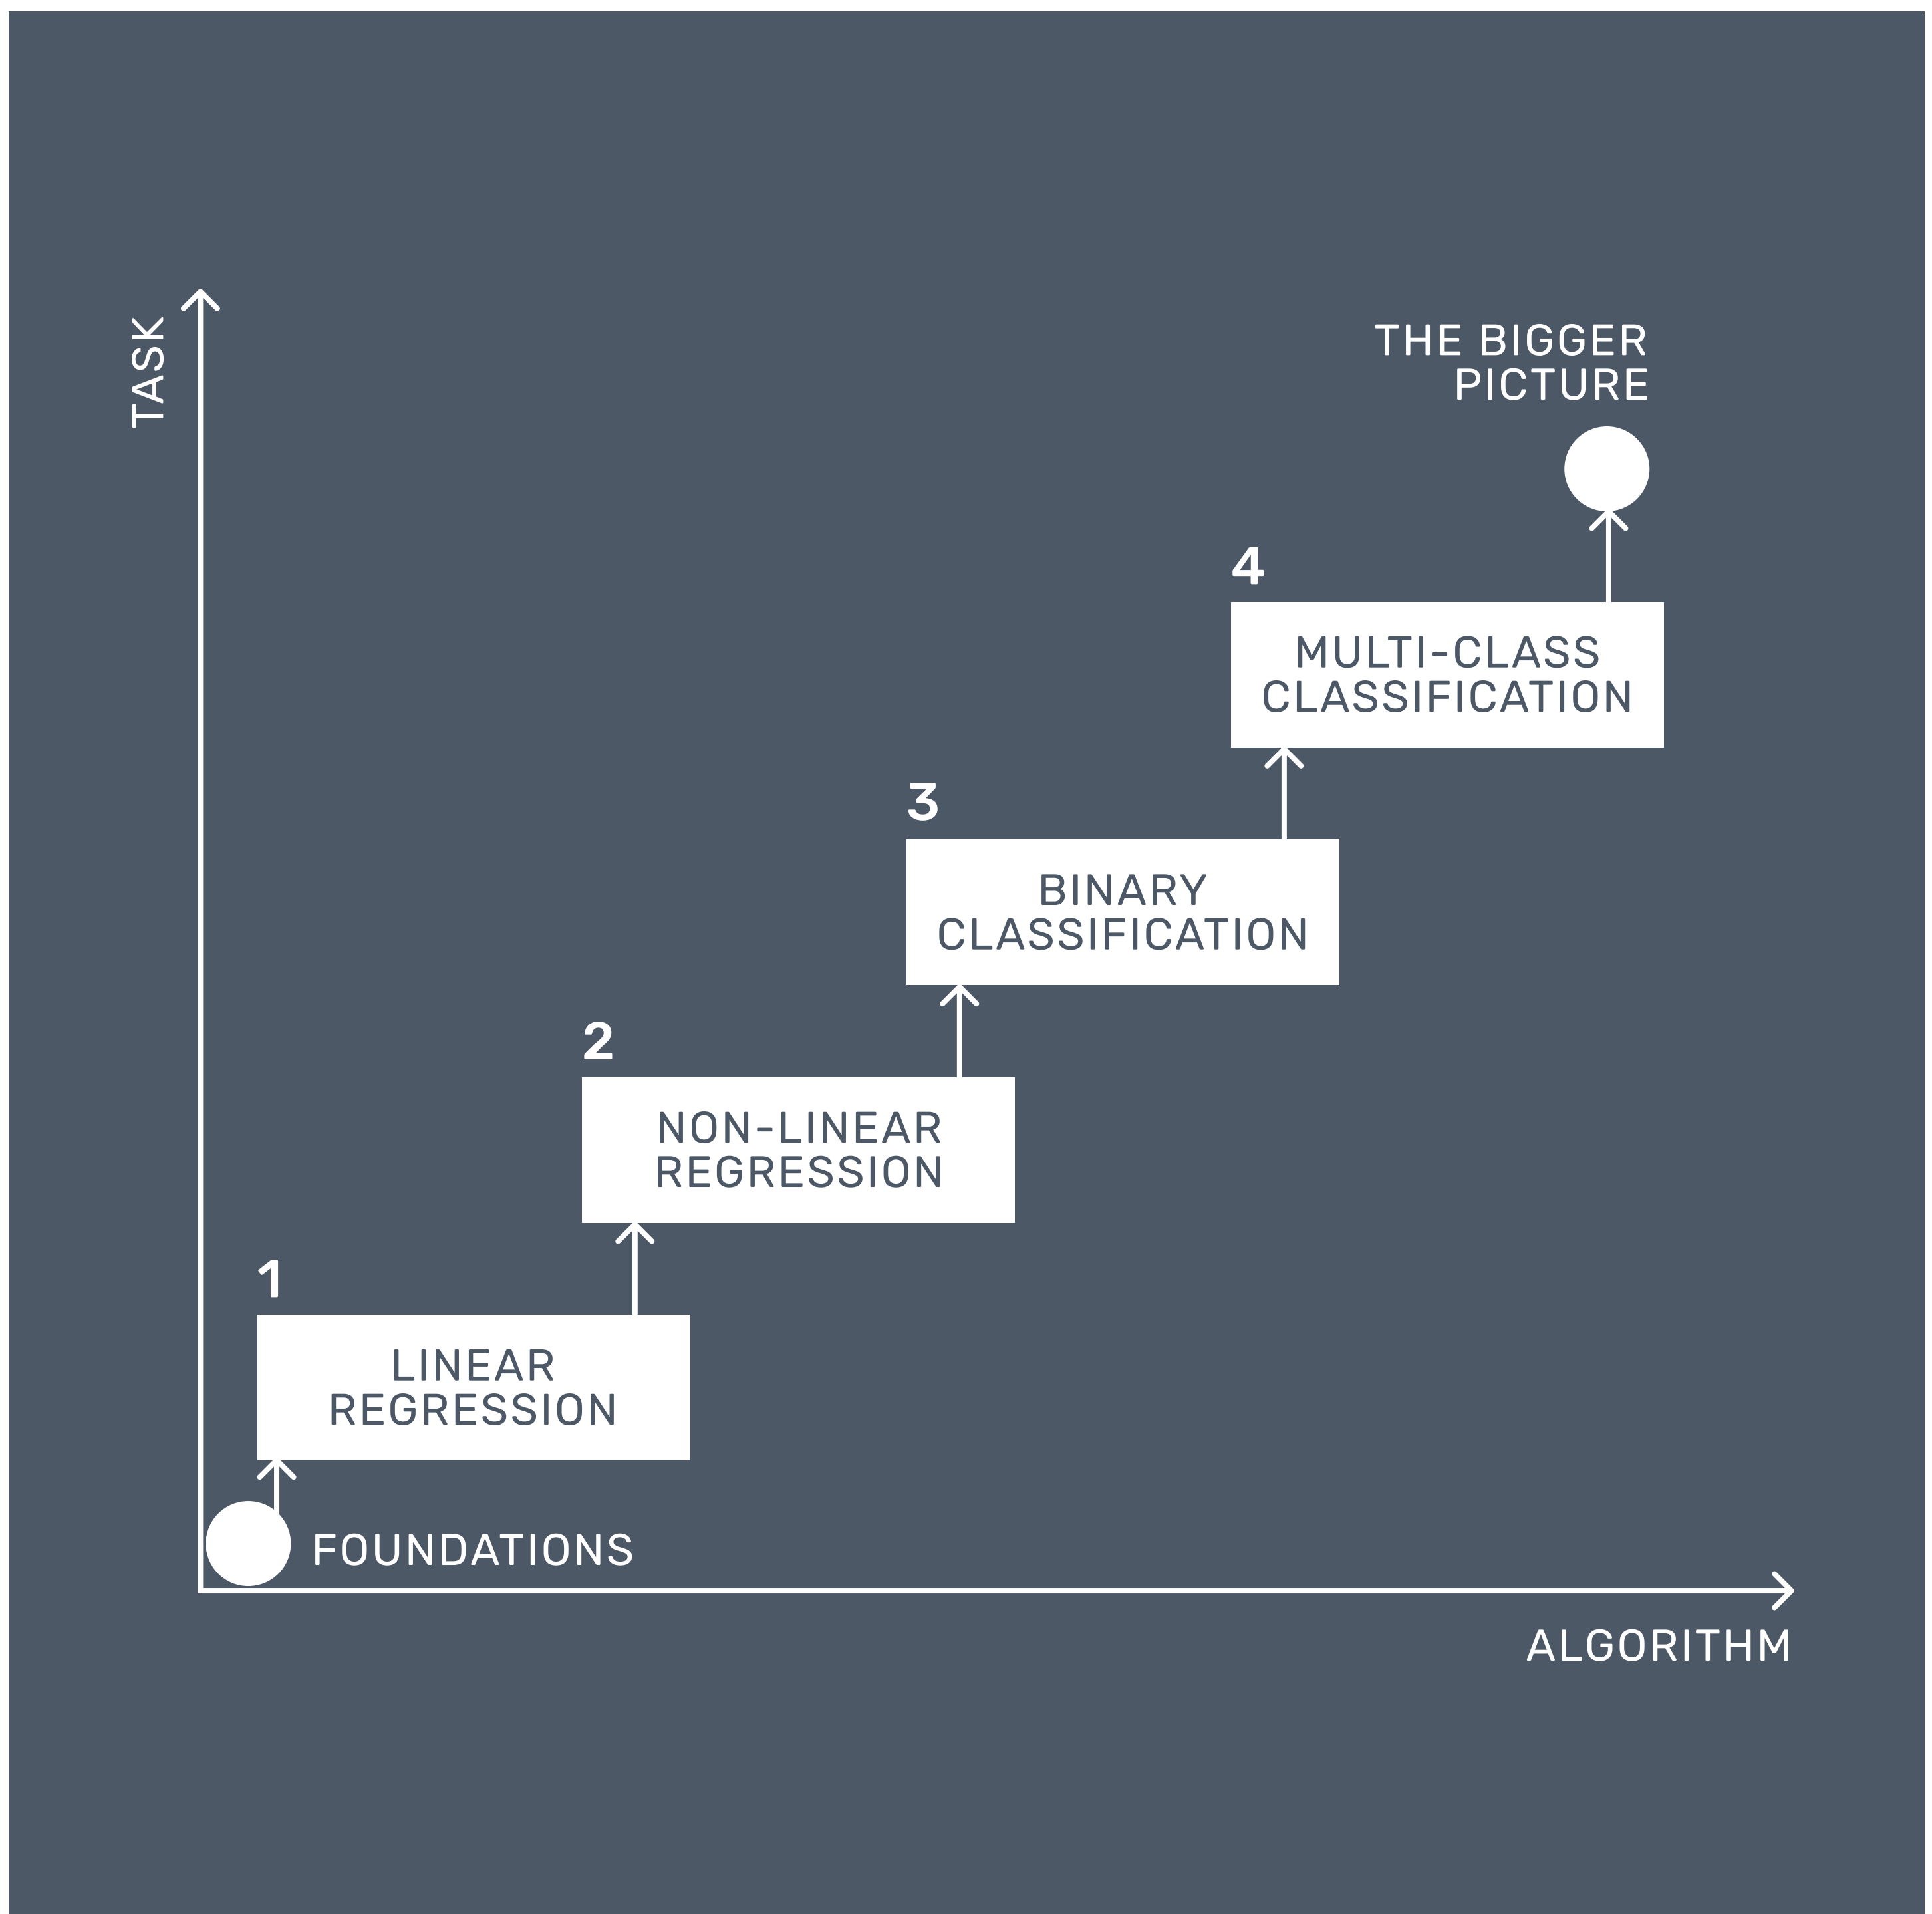 TASK
THE BIGGER
PICTURE
4
MULTI-CLASS
CLASSIFICATION
3
BINARY
CLASSIFICATION
2
NON-LINEAR
REGRESSION
1
LINEAR
REGRESSION
FOUNDATIONS
ALGORITHM